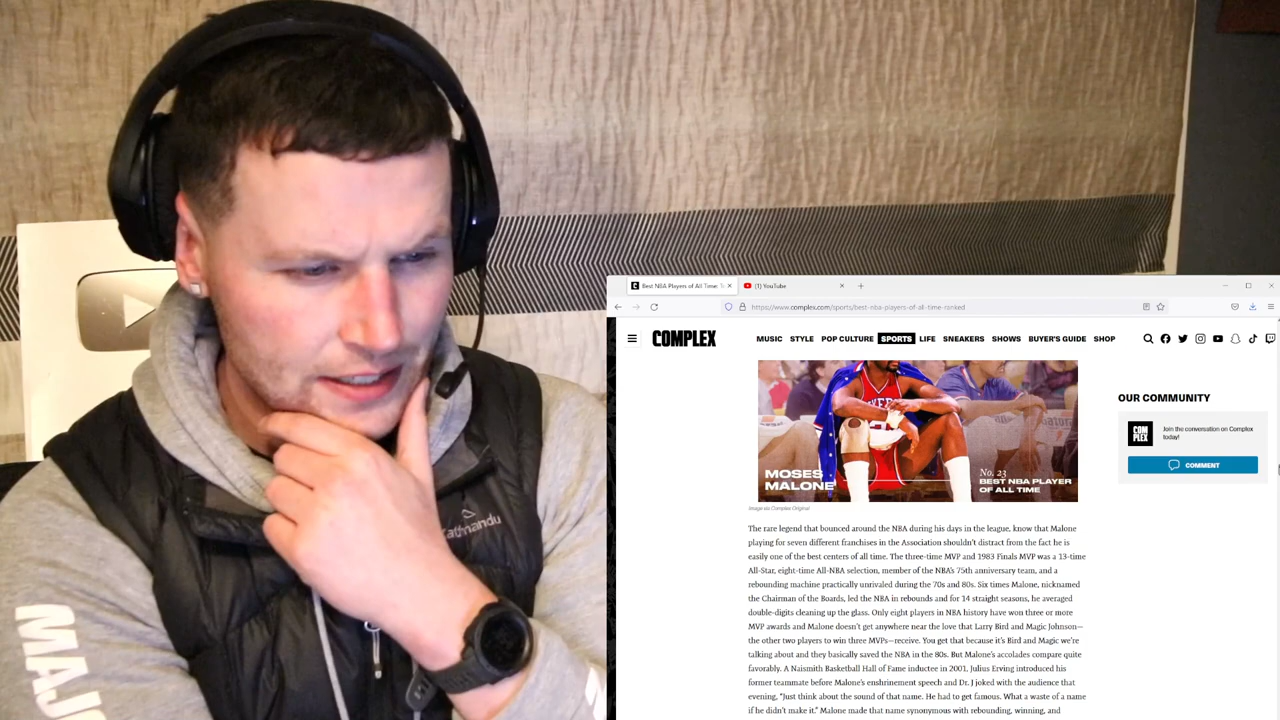 Best NBA Players of All Time: T
(1) YouTube
https://www.complex.com/sports/best-nba-players-of-all-time-ranked
COMPLEX
MUSIC STYLE POP CULTURE SPORTS LIFE SNEAKERS SHOWS BUYER'S GUIDE SHOP
MOSES
MALONE
No. 23
BEST NBA PLAYER
OF ALL TIME
Image via Complex Original
OUR COMMUNITY
COM
PLEX
Join the conversation on Complex
today!
COMMENT
The rare legend that bounced around the NBA during his days in the league, know that Malone
playing for seven different franchises in the Association shouldn't distract from the fact he is
easily one of the best centers of all time. The three-time MVP and 1983 Finals MVP was a 13-time
All-Star, eight-time All-NBA selection, member of the NBA's 75th anniversary team, and a
rebounding machine practically unrivaled during the 70s and 80s. Six times Malone, nicknamed
the Chairman of the Boards, led the NBA in rebounds and for 14 straight seasons, he averaged
double-digits cleaning up the glass. Only eight players in NBA history have won three or more
MVP awards and Malone doesn't get anywhere near the love that Larry Bird and Magic Johnson—
the other two players to win three MVPs—receive. You get that because it's Bird and Magic we're
talking about and they basically saved the NBA in the 80s. But Malone's accolades compare quite
favorably. A Naismith Basketball Hall of Fame inductee in 2001, Julius Erving introduced his
former teammate before Malone's enshrinement speech and Dr. J joked with the audience that
evening, "Just think about the sound of that name. He had to get famous. What a waste of a name
if he didn't make it." Malone made that name synonymous with rebounding, winning, and
Kathmandu
MAJ